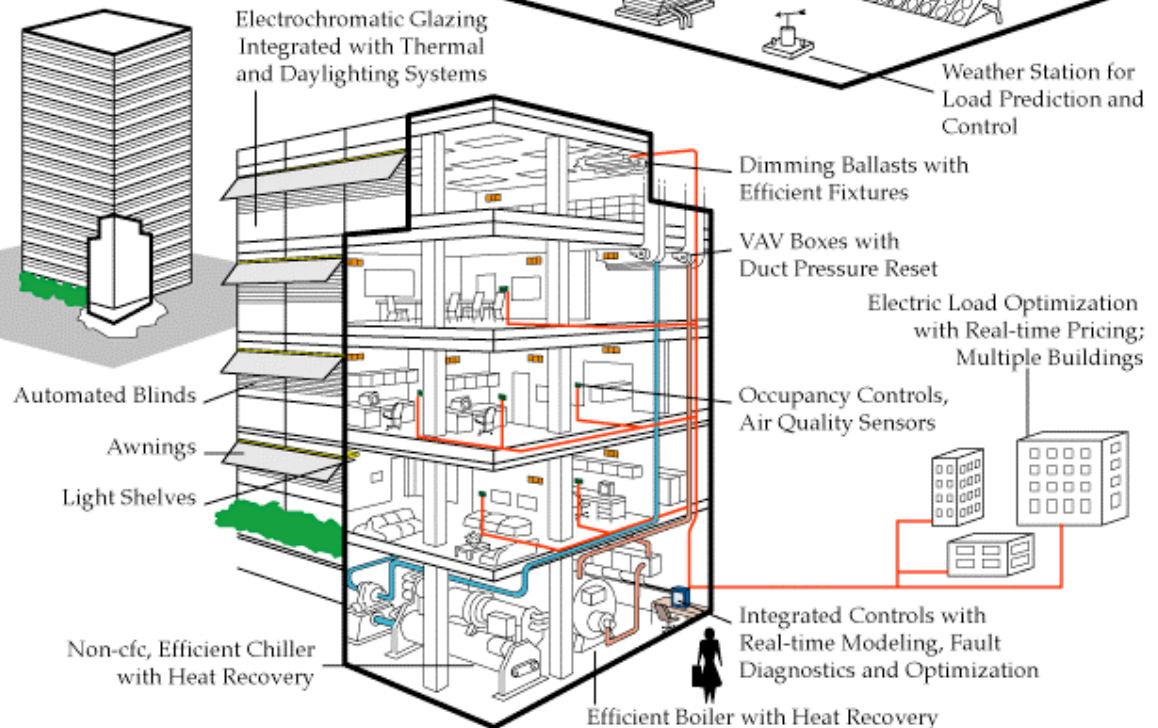 Electrochromatic Glazing
Integrated with Thermal
and Daylighting Systems
Weather Station for
Load Prediction and
Control
Dimming Ballasts with
Efficient Fixtures
VAV Boxes with
Duct Pressure Reset
Electric Load Optimization
with Real-time Pricing;
Multiple Buildings
Automated Blinds
Occupancy Controls,
Air Quality Sensors
Awnings
Light Shelves
Integrated Controls with
Real-time Modeling, Fault
Diagnostics and Optimization
Non-cfc, Efficient Chiller
with Heat Recovery
Efficient Boiler with Heat Recovery